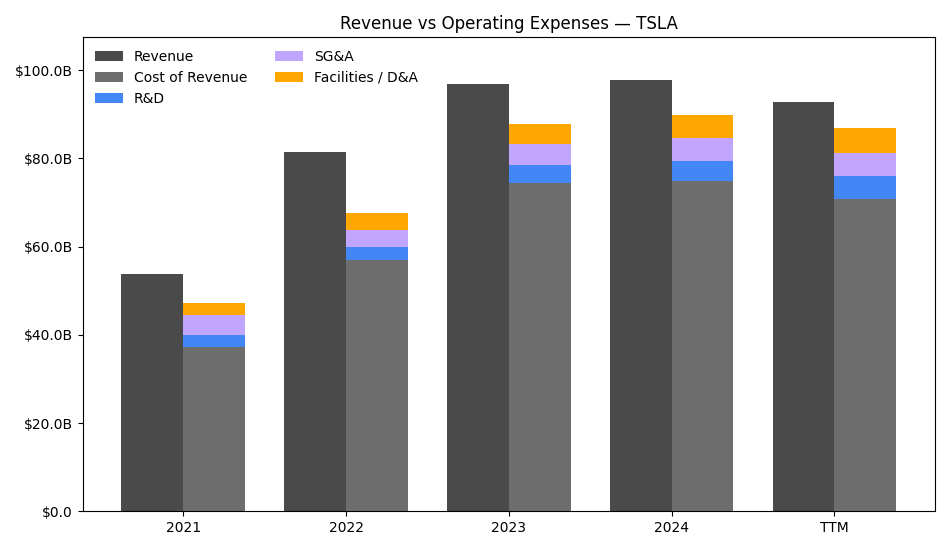 Revenue vs Operating Expenses — TSLA
Revenue
Cost of Revenue
R&D
SG&A
Facilities / D&A
$100.0B
$80.0B
$60.0B
$40.0B
$20.0B
$0.0
2021
2022
2023
2024
TTM